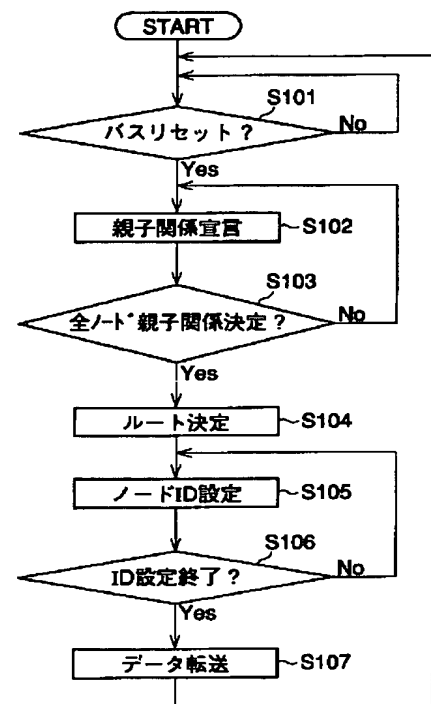 START
S101
バスリセット？
No
Yes
親子関係宣言
S102
S103
全ﾉｰﾄﾞ親子関係決定？
No
Yes
ルート決定
S104
ノードID設定
S105
S106
ID設定終了？
No
Yes
データ転送
S107